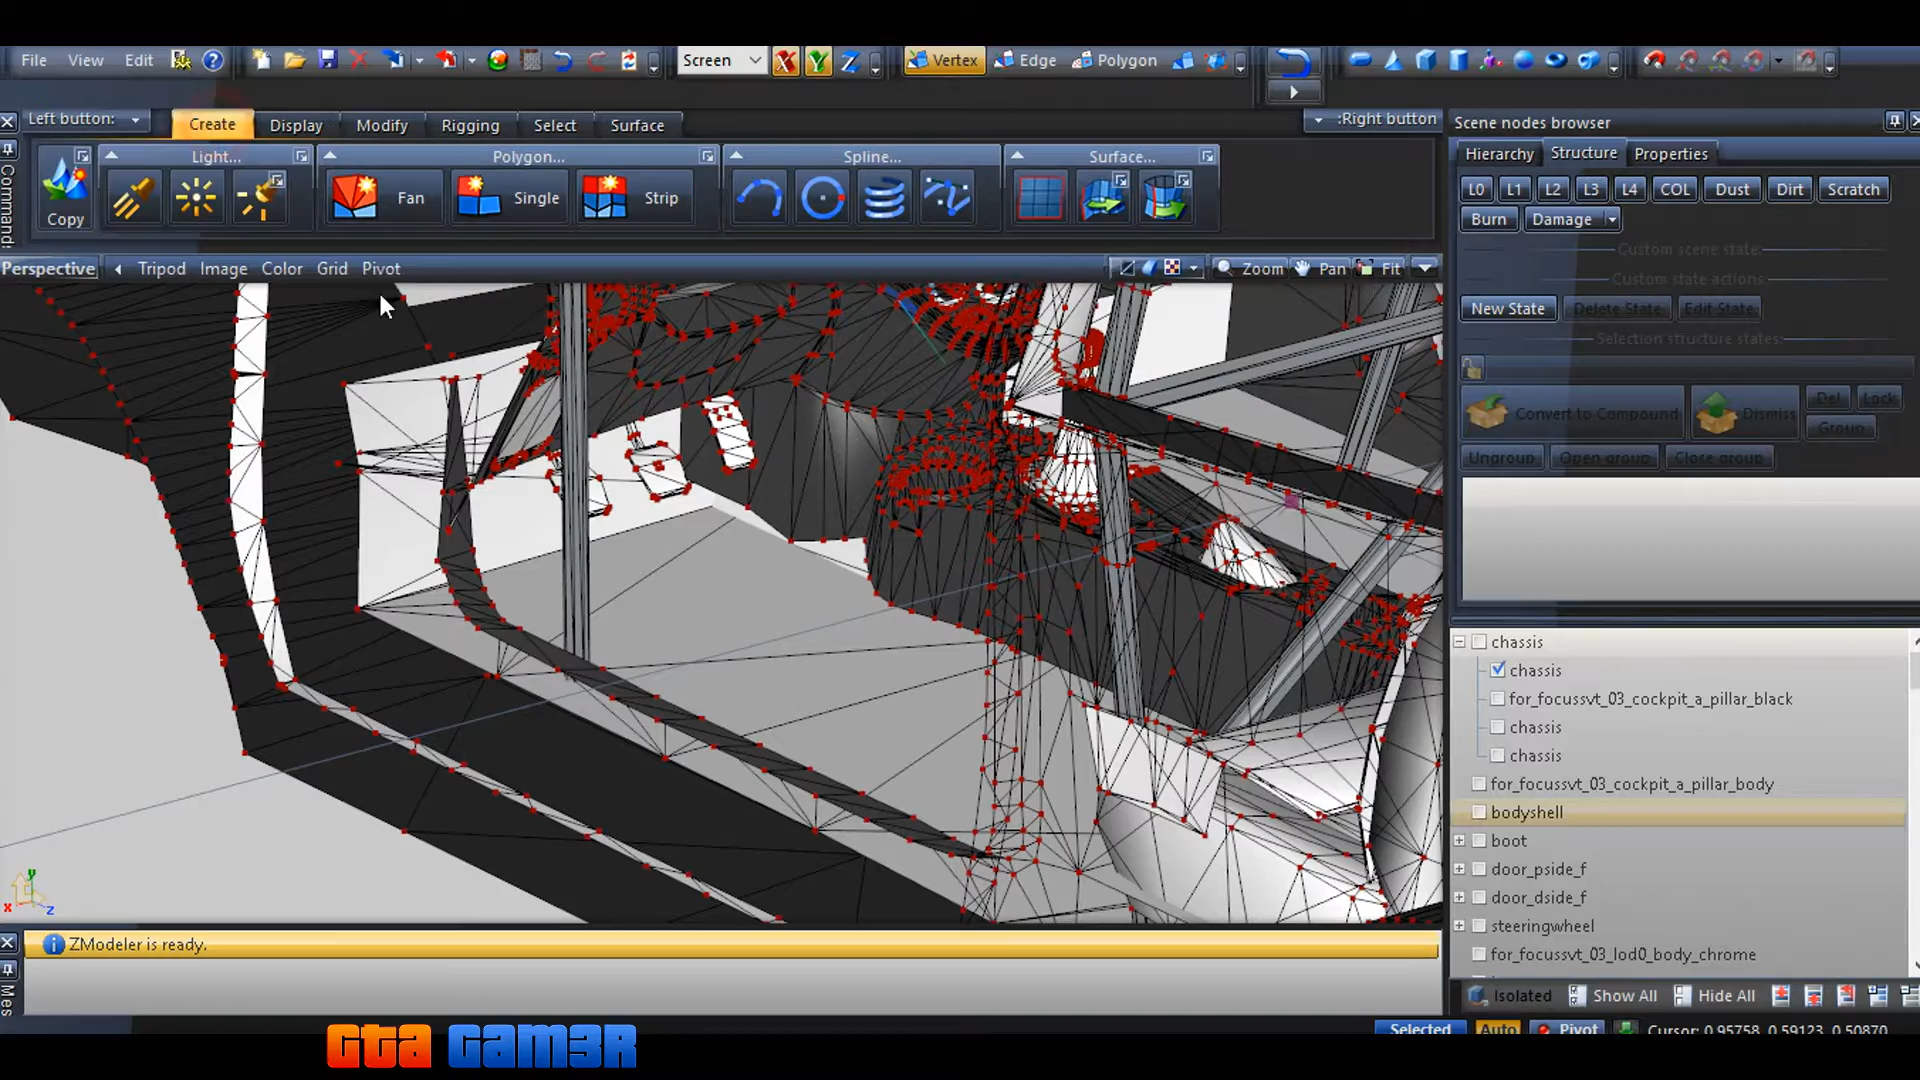 File View Edit Screen Vertex Edge Polygon
Left button: Create Display Modify Rigging Select Surface :Right button
Light... Polygon... Spline... Surface...
Copy Fan Single Strip
Perspective Tripod Image Color Grid Pivot Zoom Pan Fit
Scene nodes browser
Hierarchy Structure Properties
L0 L1 L2 L3 L4 COL Dust Dirt Scratch
Burn Damage
Custom scene state:
Custom state actions:
New State Delete State Edit State
Selection structure states:
Convert to Compound Dismiss Del Lock
Group
Ungroup Open group Close group
chassis
chassis
for_focussvt_03_cockpit_a_pillar_black
chassis
chassis
for_focussvt_03_cockpit_a_pillar_body
bodyshell
boot
door_pside_f
door_dside_f
steeringwheel
for_focussvt_03_lod0_body_chrome
Isolated Show All Hide All
Selected Auto Pivot Cursor: 0.95758, 0.59123, 0.50870
Command:
y
x
z
ZModeler is ready.
Mes
Gta Gam3R